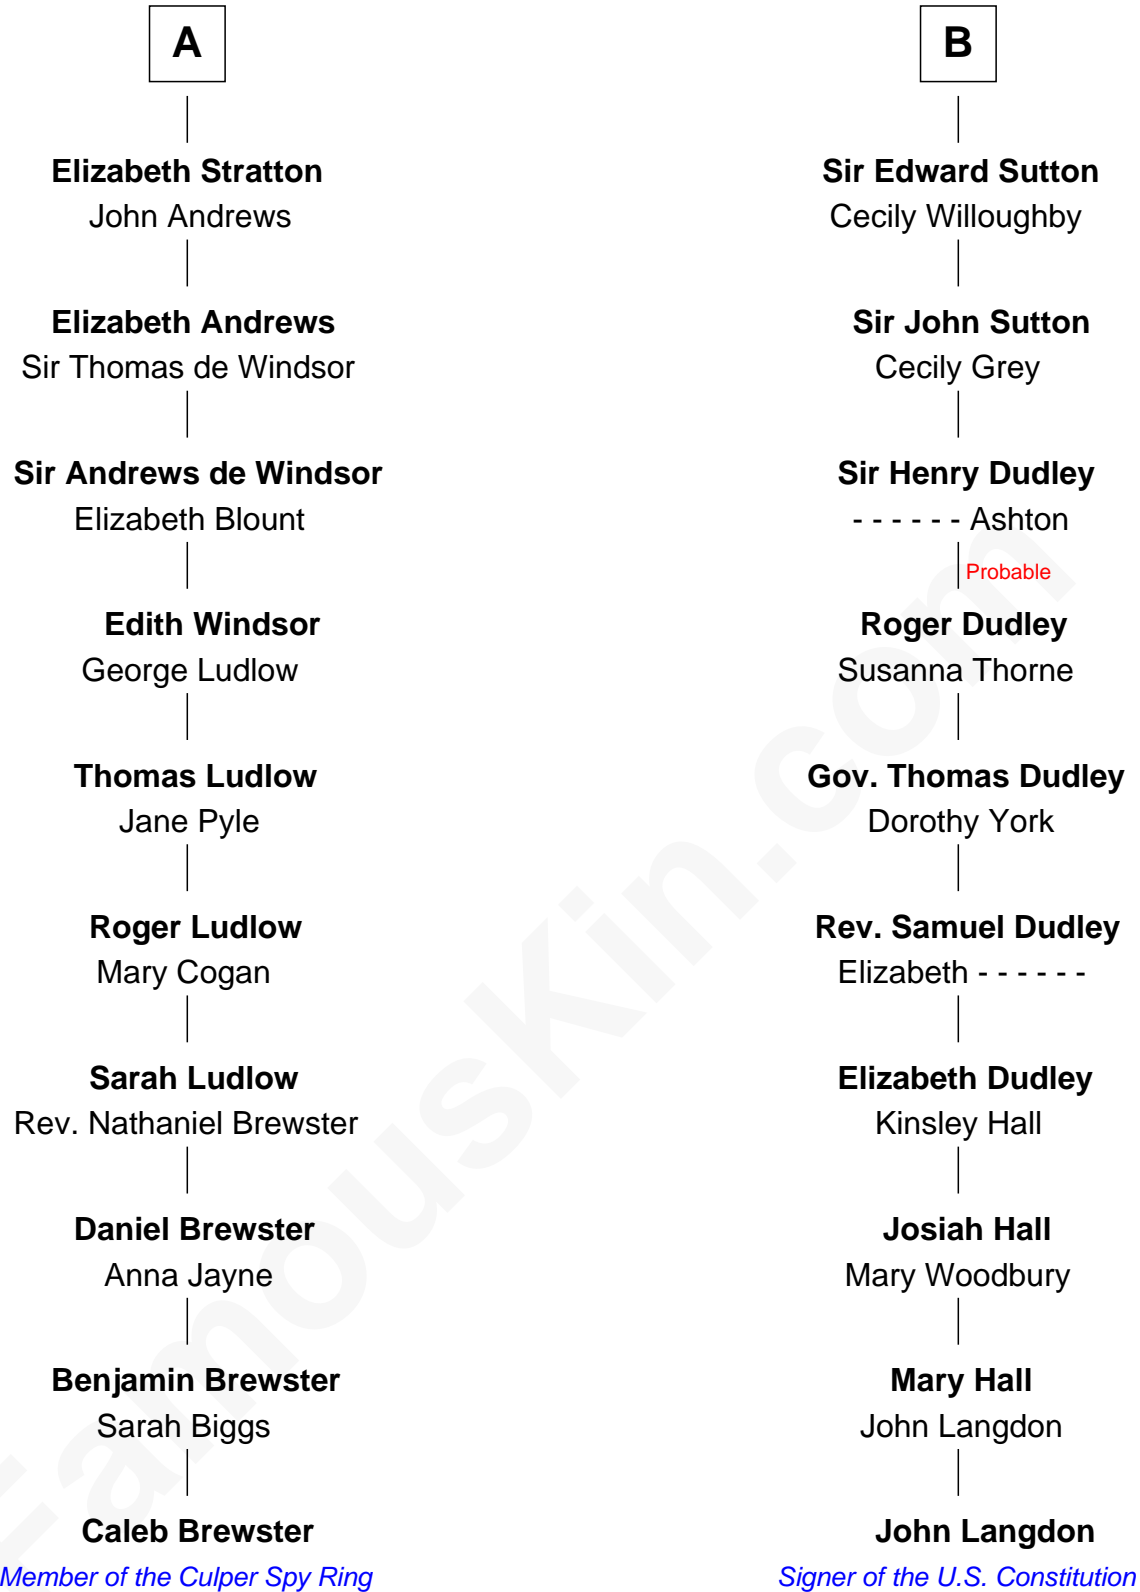 A
Elizabeth Stratton
John Andrews
Elizabeth Andrews
Sir Thomas de Windsor
Sir Andrews de Windsor
Elizabeth Blount
Edith Windsor
George Ludlow
Thomas Ludlow
Jane Pyle
Roger Ludlow
Mary Cogan
Sarah Ludlow
Rev. Nathaniel Brewster
Daniel Brewster
Anna Jayne
Benjamin Brewster
Sarah Biggs
Caleb Brewster
Member of the Culper Spy Ring
B
Sir Edward Sutton
Cecily Willoughby
Sir John Sutton
Cecily Grey
Sir Henry Dudley
- - - - - - Ashton
Probable
Roger Dudley
Susanna Thorne
Gov. Thomas Dudley
Dorothy York
Rev. Samuel Dudley
Elizabeth - - - - - -
Elizabeth Dudley
Kinsley Hall
Josiah Hall
Mary Woodbury
Mary Hall
John Langdon
John Langdon
Signer of the U.S. Constitution
FamousKin.com